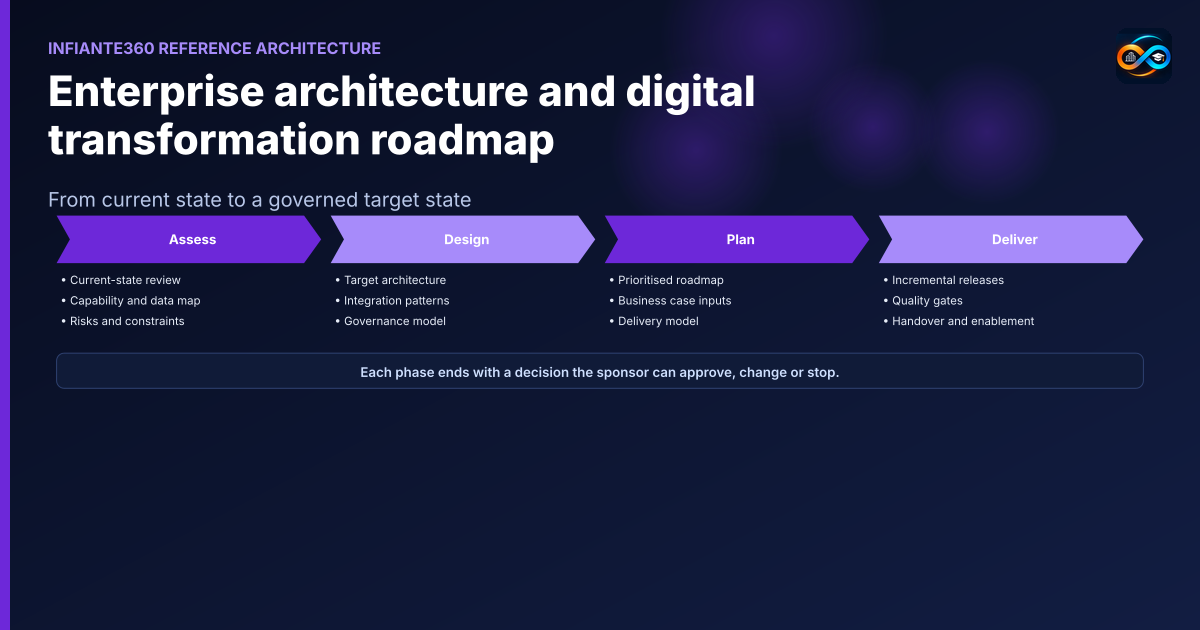 INFIANTE360 REFERENCE ARCHITECTURE
Enterprise architecture and digital
transformation roadmap
From current state to a governed target state
Assess
• Current-state review
• Capability and data map
• Risks and constraints
Design
• Target architecture
• Integration patterns
• Governance model
Plan
• Prioritised roadmap
• Business case inputs
• Delivery model
Deliver
• Incremental releases
• Quality gates
• Handover and enablement
Each phase ends with a decision the sponsor can approve, change or stop.